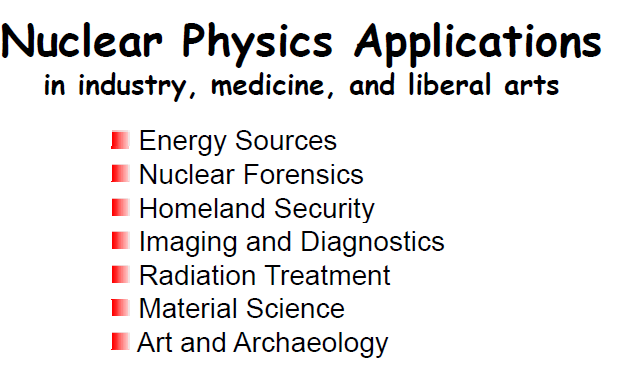 Nuclear Physics Applications
in industry, medicine, and liberal arts
Energy Sources
Nuclear Forensics
Homeland Security
Imaging and Diagnostics
Radiation Treatment
Material Science
Art and Archaeology